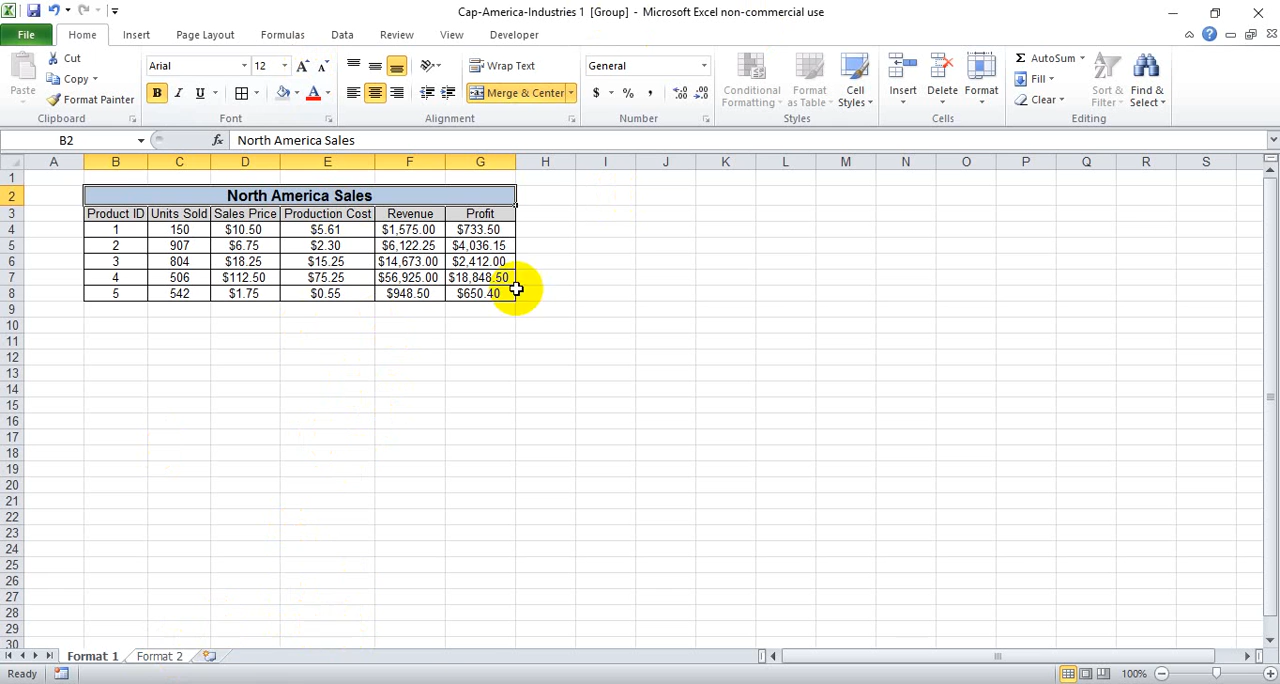 Cap-America-Industries 1 [Group] - Microsoft Excel non-commercial use
File Home Insert Page Layout Formulas Data Review View Developer
Paste
Cut
Copy
Format Painter
Clipboard
Arial 12
B I U
Font
Wrap Text
Merge & Center
Alignment
General
$ % ,
Number
Conditional Formatting
Format as Table
Cell Styles
Styles
Insert Delete Format
Cells
AutoSum
Fill
Clear
Sort & Filter
Find & Select
Editing
B2 fx North America Sales
A B C D E F G H I J K L M N O P Q R S
1
2 North America Sales
3 Product ID Units Sold Sales Price Production Cost Revenue Profit
4 1 150 $10.50 $5.61 $1,575.00 $733.50
5 2 907 $6.75 $2.30 $6,122.25 $4,036.15
6 3 804 $18.25 $15.25 $14,673.00 $2,412.00
7 4 506 $112.50 $75.25 $56,925.00 $18,848.50
8 5 542 $1.75 $0.55 $948.50 $650.40
9
10
11
12
13
14
15
16
17
18
19
20
21
22
23
24
25
26
27
28
29
30
Format 1 Format 2
Ready 100%